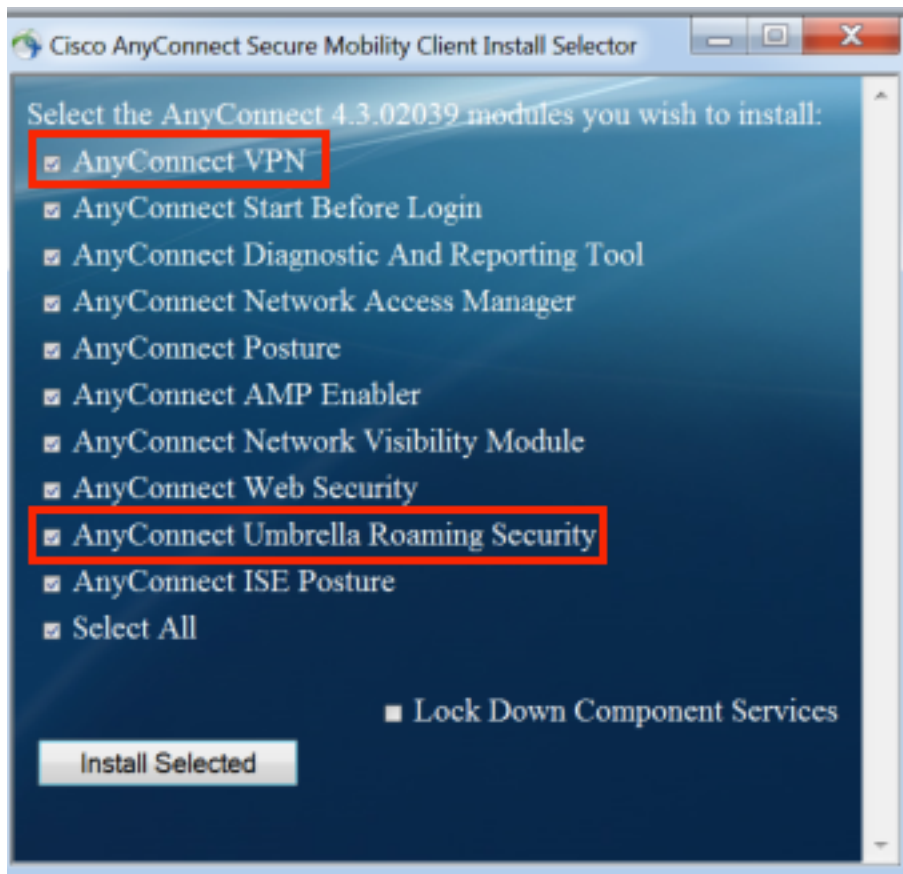 Cisco AnyConnect Secure Mobility Client Install Selector
Select the AnyConnect 4.3.02039 modules you wish to install:
AnyConnect VPN
AnyConnect Start Before Login
AnyConnect Diagnostic And Reporting Tool
AnyConnect Network Access Manager
AnyConnect Posture
AnyConnect AMP Enabler
AnyConnect Network Visibility Module
AnyConnect Web Security
AnyConnect Umbrella Roaming Security
AnyConnect ISE Posture
Select All
Lock Down Component Services
Install Selected